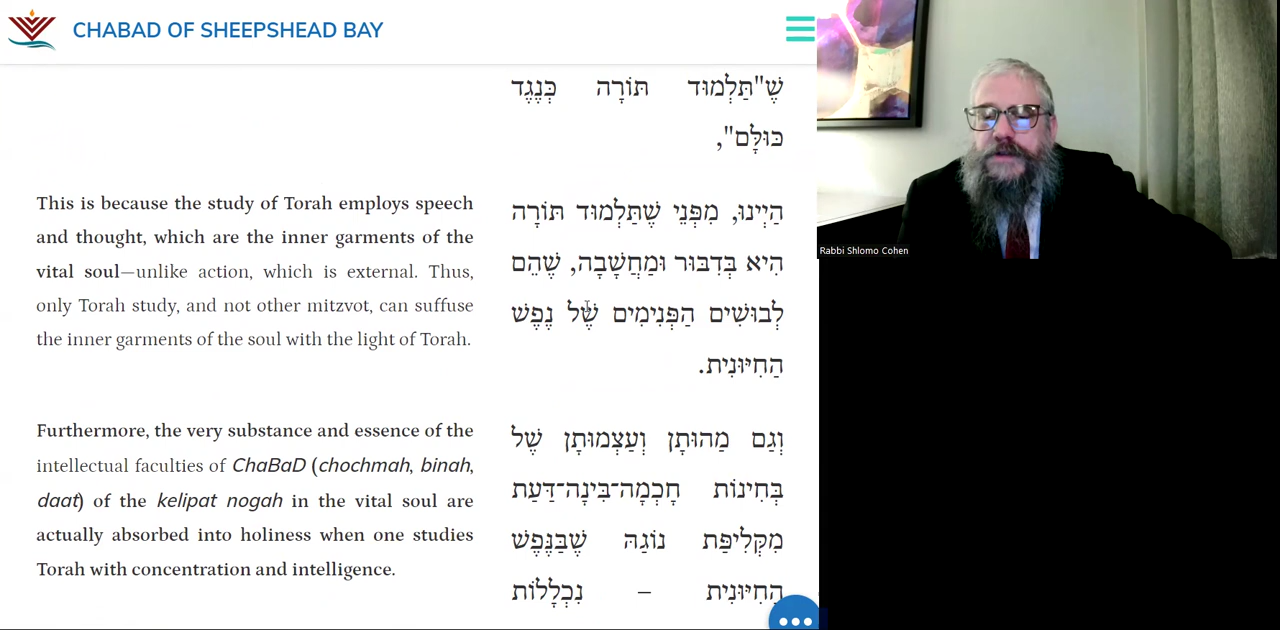 CHABAD OF SHEEPSHEAD BAY
שֶׁ"תַּלְמוּד תּוֹרָה כְּנֶגֶד
כּוּלָּם",
This is because the study of Torah employs speech
and thought, which are the inner garments of the
vital soul—unlike action, which is external. Thus,
only Torah study, and not other mitzvot, can suffuse
the inner garments of the soul with the light of Torah.
הַיְינוּ, מִפְּנֵי שֶׁתַּלְמוּד תּוֹרָה
הִיא בְּדִבּוּר וּמַחֲשָׁבָה, שֶׁהֵם
לְבוּשִׁים הַפְּנִימִים שֶׁל נֶפֶשׁ
הַחִיּוּנִית.
Furthermore, the very substance and essence of the
intellectual faculties of ChaBaD (chochmah, binah,
daat) of the kelipat nogah in the vital soul are
actually absorbed into holiness when one studies
Torah with concentration and intelligence.
וְגַם מַהוּתָן וְעַצְמוּתָן שֶׁל
בְּחִינוֹת חָכְמָה־בִּינָה־דַּעַת
מִקְּלִיפַּת נוֹגַהּ שֶׁבַּנֶּפֶשׁ
הַחִיּוּנִית – נִכְלָלוֹת
Rabbi Shlomo Cohen